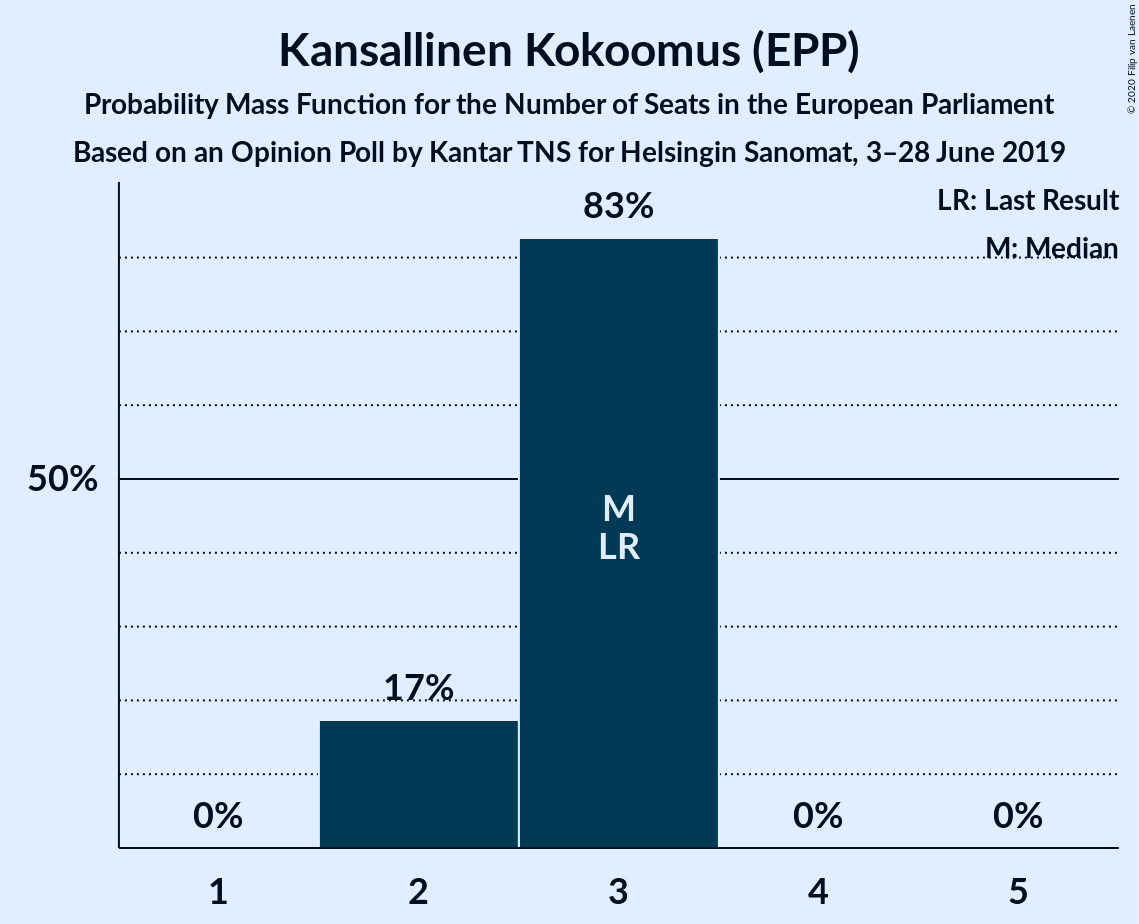 Kansallinen Kokoomus (EPP)
Probability Mass Function for the Number of Seats in the European Parliament
Based on an Opinion Poll by Kantar TNS for Helsingin Sanomat, 3–28 June 2019
© 2020 Filip van Laenen
LR: Last Result
M: Median
83%
50%
M
LR
17%
0%
0%
0%
1
2
3
4
5